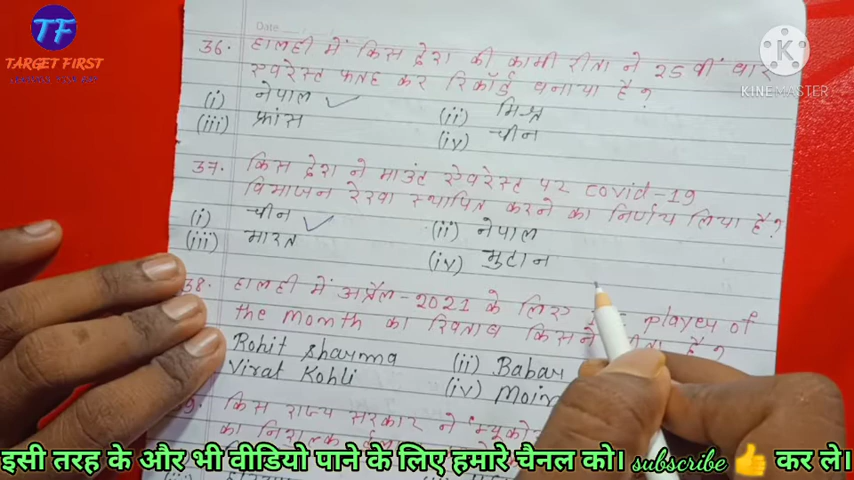 TF
TARGET FIRST
Date
K
KINEMASTER
36. हालही में किस देश की कामी रीता ने 25 वीं बार
एवरेस्ट फतह कर रिकॉर्ड बनाया है?
(i) नेपाल ✓ (ii) मिस्र
(iii) फ्रांस (iv) चीन
37. किस देश ने माउंट एवरेस्ट पर covid-19
विभाजन रेखा स्थापित करने का निर्णय लिया है?
(i) चीन ✓ (ii) नेपाल
(iii) भारत (iv) भुटान
38. हालही में अप्रैल-2021 के लिए player of
the month का खिताब किसने है?
Rohit Sharma (ii) Babar
Virat Kohli (iv) Moin
किस राज्य सरकार ने
का निशुल्क
इसी तरह के और भी वीडियो पाने के लिए हमारे चैनल को। subscribe 👍 कर ले।